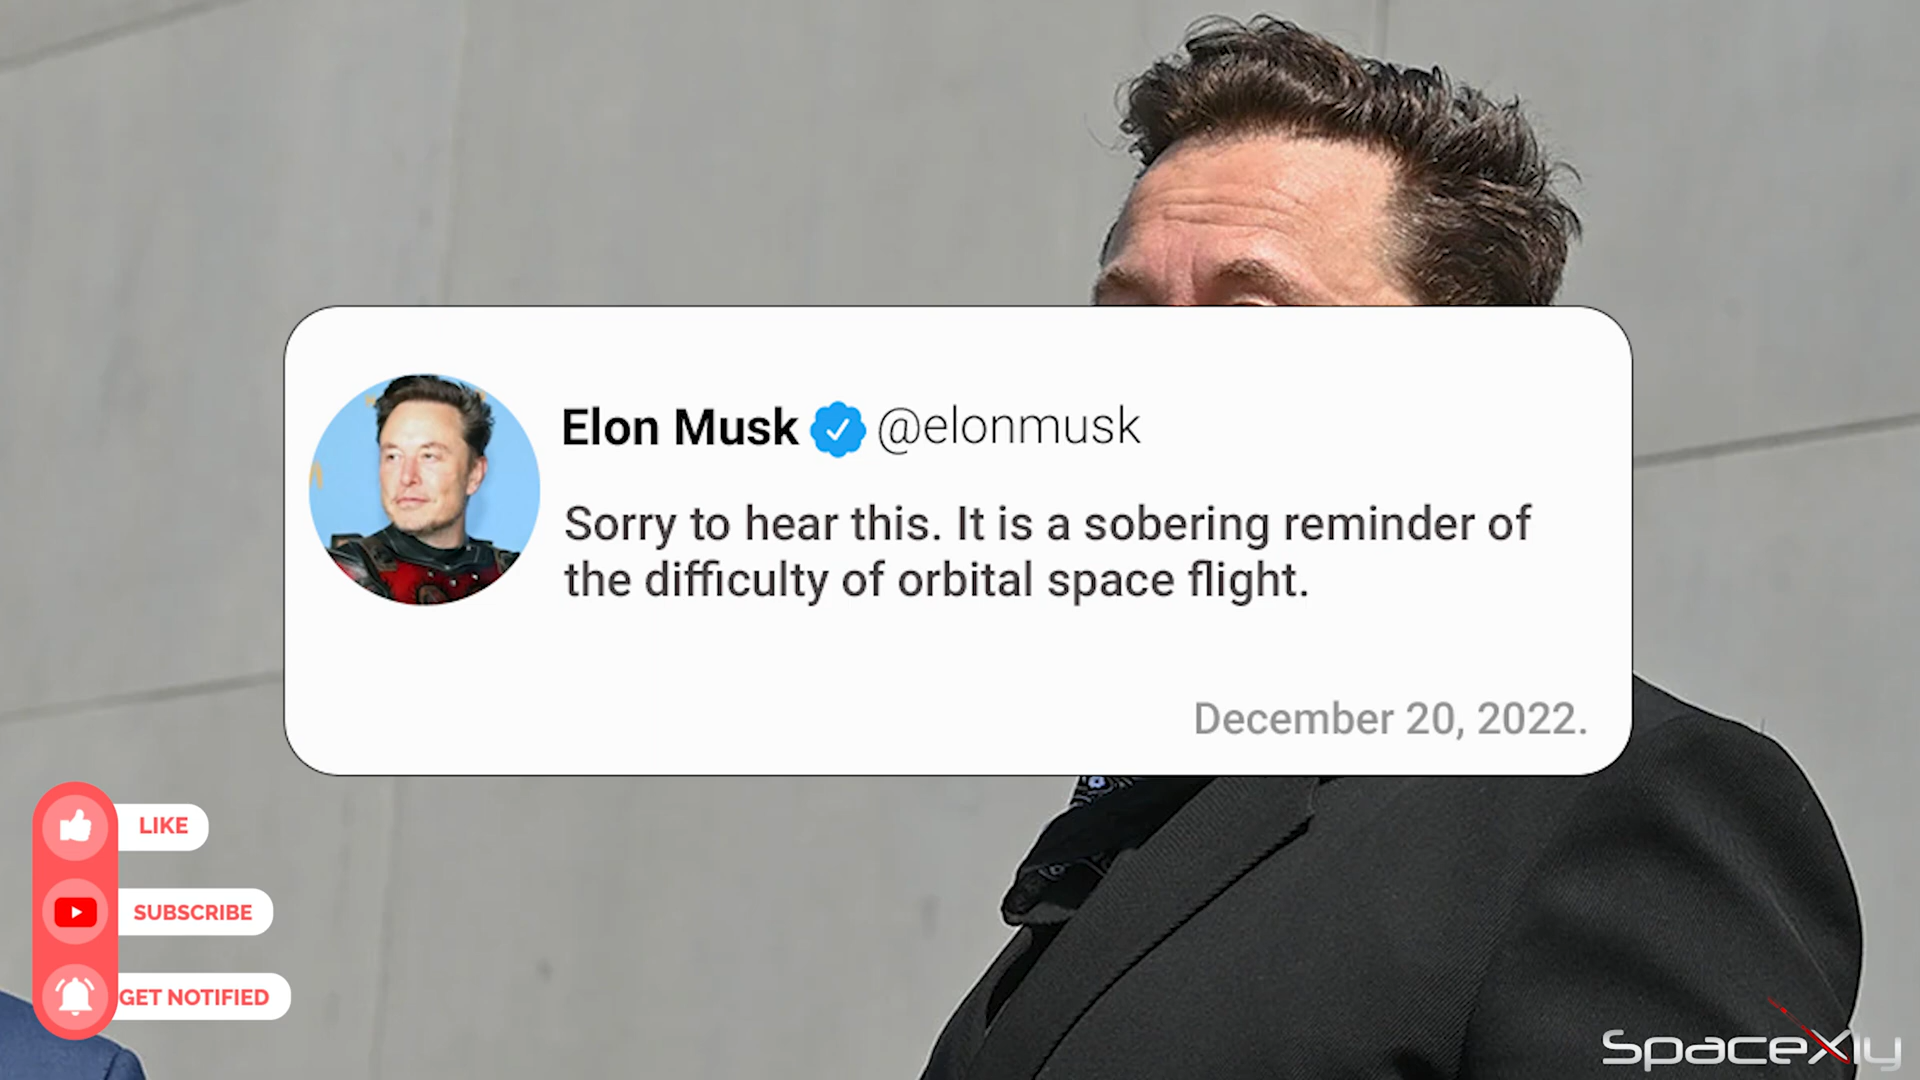 Elon Musk @elonmusk
Sorry to hear this. It is a sobering reminder of
the difficulty of orbital space flight.
December 20, 2022.
LIKE
SUBSCRIBE
GET NOTIFIED
SpaceXly